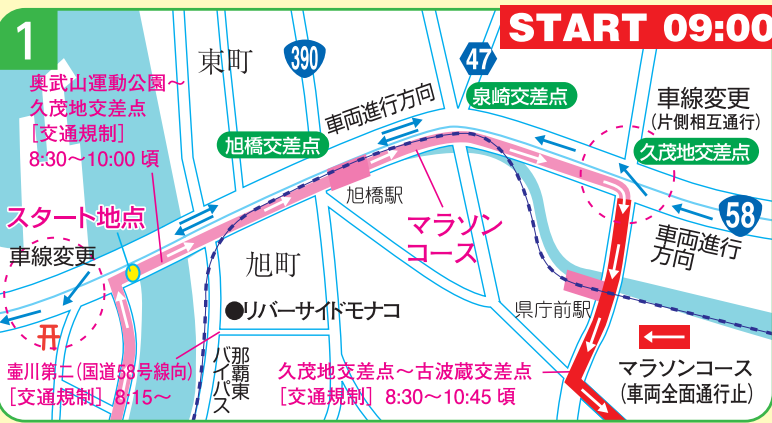 1
START 09:00
東町
390
47
奥武山運動公園～
久茂地交差点
[交通規制]
8:30～10:00 頃
車両進行方向
泉崎交差点
車線変更
(片側相互通行)
旭橋交差点
久茂地交差点
旭橋駅
スタート地点
マラソン
コース
58
車線変更
車両進行
方向
旭町
●リバーサイドモナコ
県庁前駅
壷川第二(国道58号線向)
[交通規制] 8:15～
那覇東
バイパス
久茂地交差点～古波蔵交差点
[交通規制] 8:30～10:45 頃
マラソンコース
(車両全面通行止)